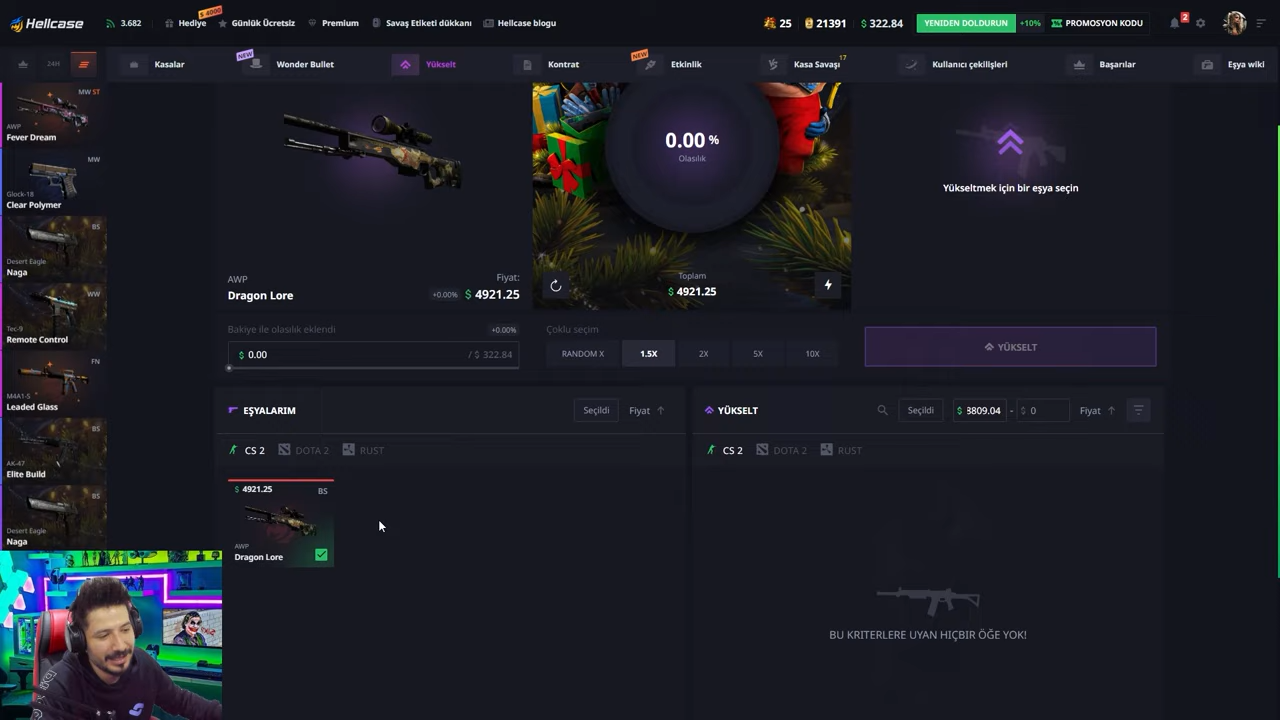 Hellcase
3.682
Hediye
$ 4000
Günlük Ücretsiz
Premium
Savaş Etiketi dükkanı
Hellcase blogu
25
21391
$ 322.84
YENIDEN DOLDURUN
+10%
PROMOSYON KODU
2
24H
Kasalar
NEW
Wonder Bullet
Yükselt
Kontrat
NEW
Etkinlik
Kasa Savaşı
17
Kullanıcı çekilişleri
Başarılar
Eşya wiki
MW ST
AWP
Fever Dream
MW
Glock-18
Clear Polymer
BS
Desert Eagle
Naga
WW
Tec-9
Remote Control
FN
M4A1-S
Leaded Glass
BS
AK-47
Elite Build
BS
Desert Eagle
Naga
AWP
Dragon Lore
Fiyat:
+0.00%
$ 4921.25
0.00 %
Olasılık
Toplam
$ 4921.25
Yükseltmek için bir eşya seçin
Bakiye ile olasılık eklendi
+0.00%
$ 0.00
/ $ 322.84
Çoklu seçim
RANDOM X
1.5X
2X
5X
10X
YÜKSELT
EŞYALARIM
Seçildi
Fiyat
CS 2
DOTA 2
RUST
$ 4921.25
BS
AWP
Dragon Lore
YÜKSELT
Seçildi
$ 3809.04
-
$ 0
Fiyat
CS 2
DOTA 2
RUST
BU KRITERLERE UYAN HIÇBIR ÖĞE YOK!